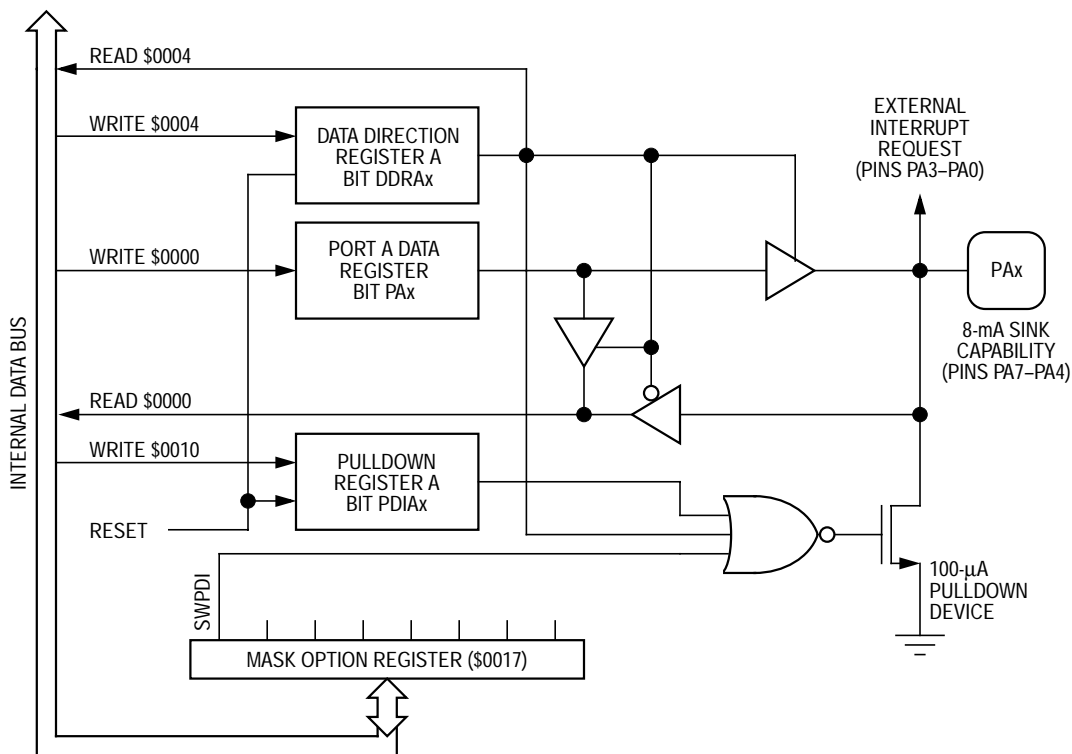 READ $0004
WRITE $0004
DATA DIRECTION
REGISTER A
BIT DDRAx
EXTERNAL
INTERRUPT
REQUEST
(PINS PA3–PA0)
WRITE $0000
PORT A DATA
REGISTER
BIT PAx
PAx
8-mA SINK
CAPABILITY
(PINS PA7–PA4)
INTERNAL DATA BUS
READ $0000
WRITE $0010
PULLDOWN
REGISTER A
BIT PDIAx
RESET
SWPDI
100-µA
PULLDOWN
DEVICE
MASK OPTION REGISTER ($0017)